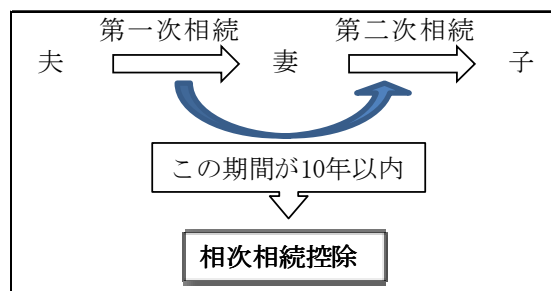 第一次相続 第二次相続
夫 妻 子
この期間が10年以内
相次相続控除